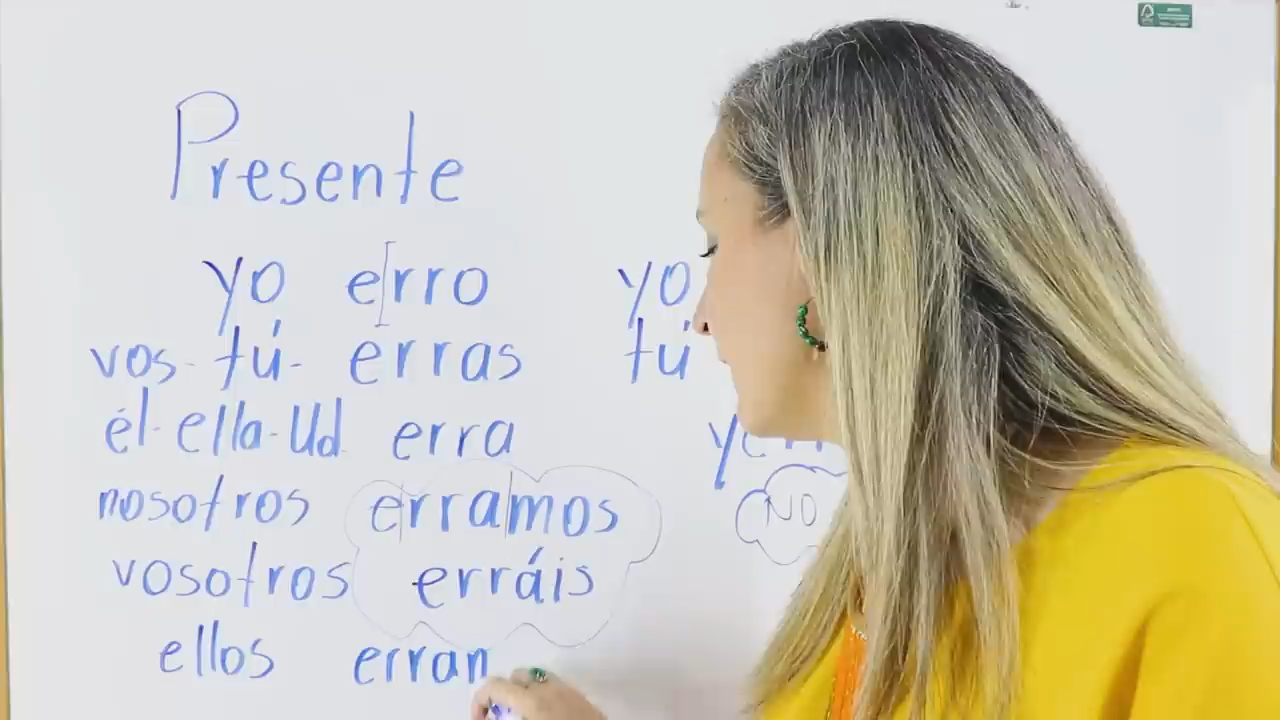 Presente
yo erro
vos - tú - erras
él - ella - Ud. erra
nosotros erramos
vosotros erráis
ellos erran
yo
tú
NO